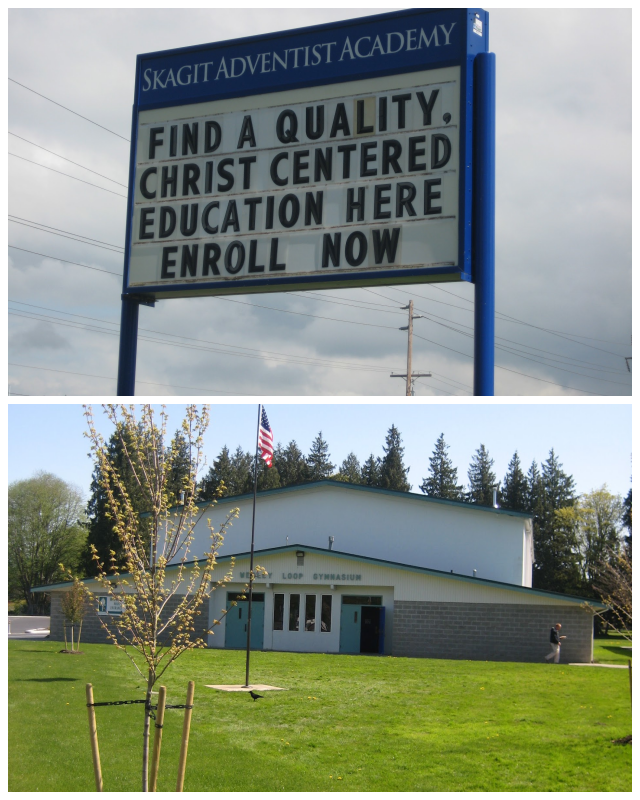 SKAGIT ADVENTIST ACADEMY
FIND A QUALITY,
CHRIST CENTERED
EDUCATION HERE
ENROLL NOW
LOOP GYMNASIUM